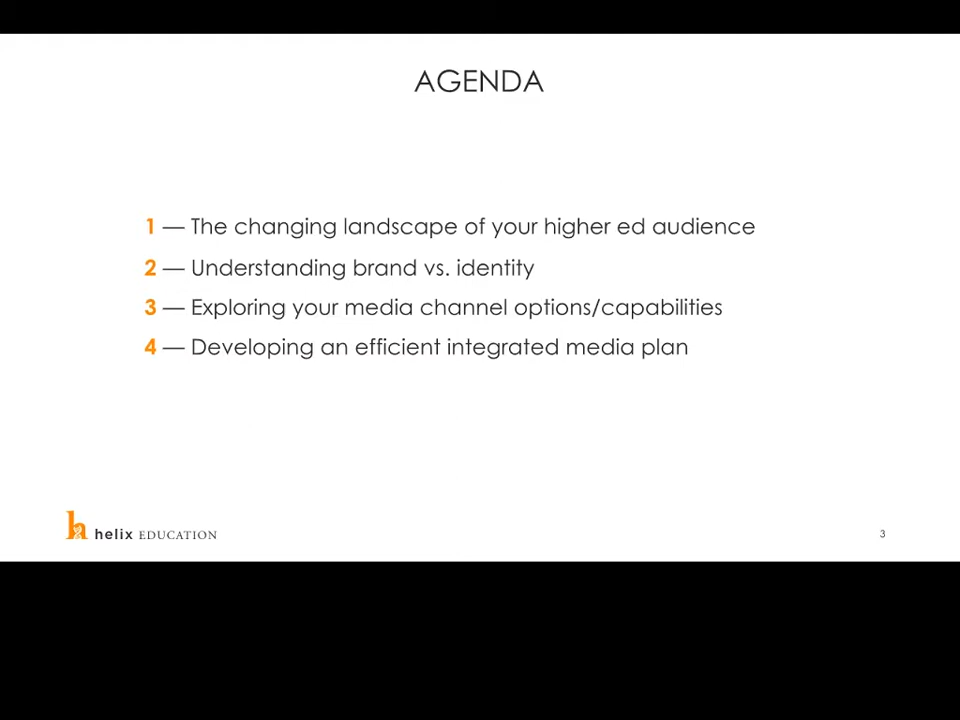 AGENDA
1 — The changing landscape of your higher ed audience
2 — Understanding brand vs. identity
3 — Exploring your media channel options/capabilities
4 — Developing an efficient integrated media plan
h helix EDUCATION
3